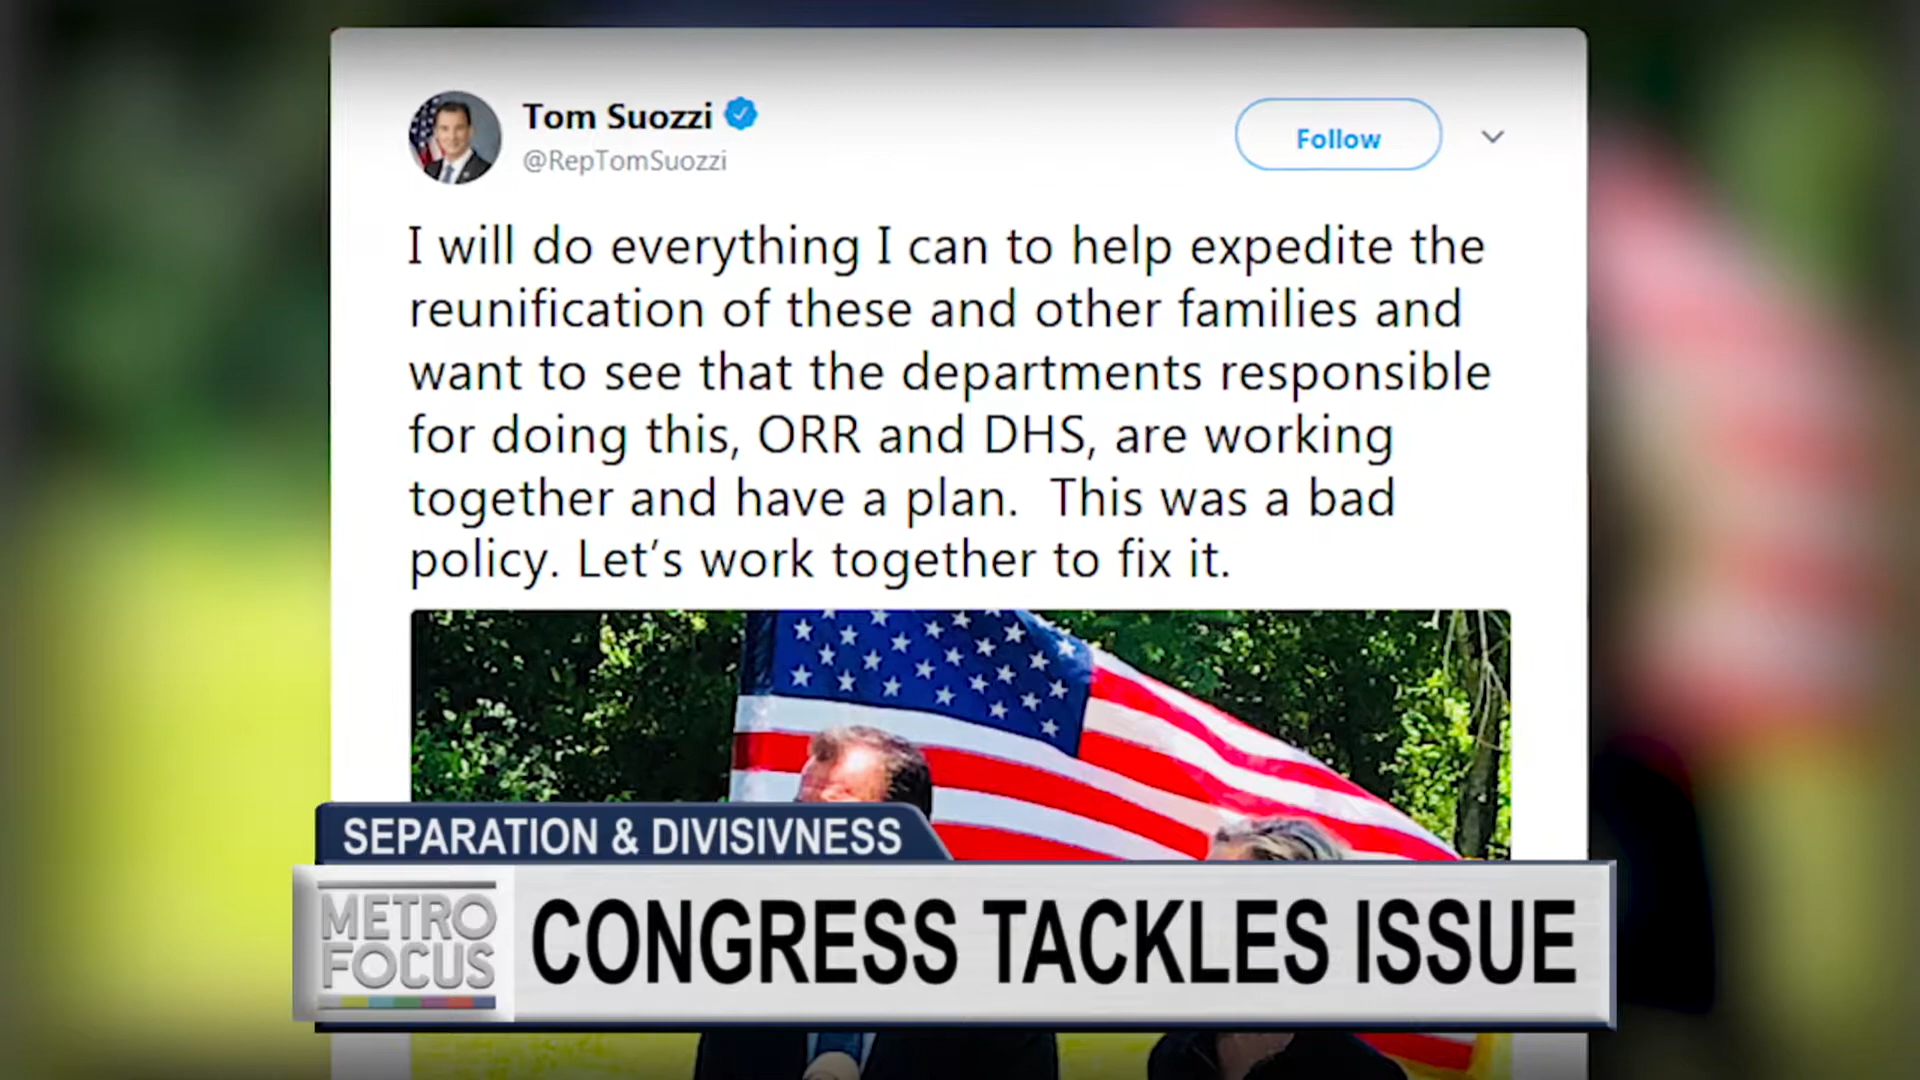 Tom Suozzi
@RepTomSuozzi
Follow
I will do everything I can to help expedite the
reunification of these and other families and
want to see that the departments responsible
for doing this, ORR and DHS, are working
together and have a plan.  This was a bad
policy. Let’s work together to fix it.
SEPARATION & DIVISIVNESS
METRO
FOCUS
CONGRESS TACKLES ISSUE